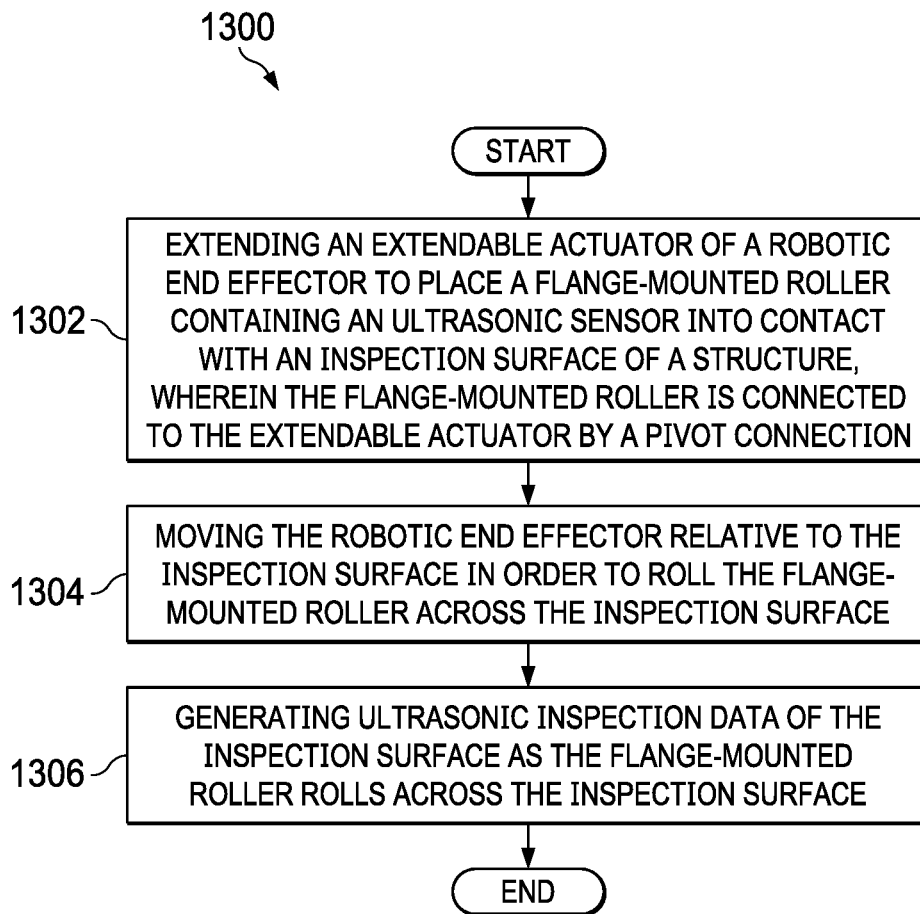 1300
START
1302
EXTENDING AN EXTENDABLE ACTUATOR OF A ROBOTIC
END EFFECTOR TO PLACE A FLANGE-MOUNTED ROLLER
CONTAINING AN ULTRASONIC SENSOR INTO CONTACT
WITH AN INSPECTION SURFACE OF A STRUCTURE,
WHEREIN THE FLANGE-MOUNTED ROLLER IS CONNECTED
TO THE EXTENDABLE ACTUATOR BY A PIVOT CONNECTION
1304
MOVING THE ROBOTIC END EFFECTOR RELATIVE TO THE
INSPECTION SURFACE IN ORDER TO ROLL THE FLANGE-
MOUNTED ROLLER ACROSS THE INSPECTION SURFACE
1306
GENERATING ULTRASONIC INSPECTION DATA OF THE
INSPECTION SURFACE AS THE FLANGE-MOUNTED
ROLLER ROLLS ACROSS THE INSPECTION SURFACE
END